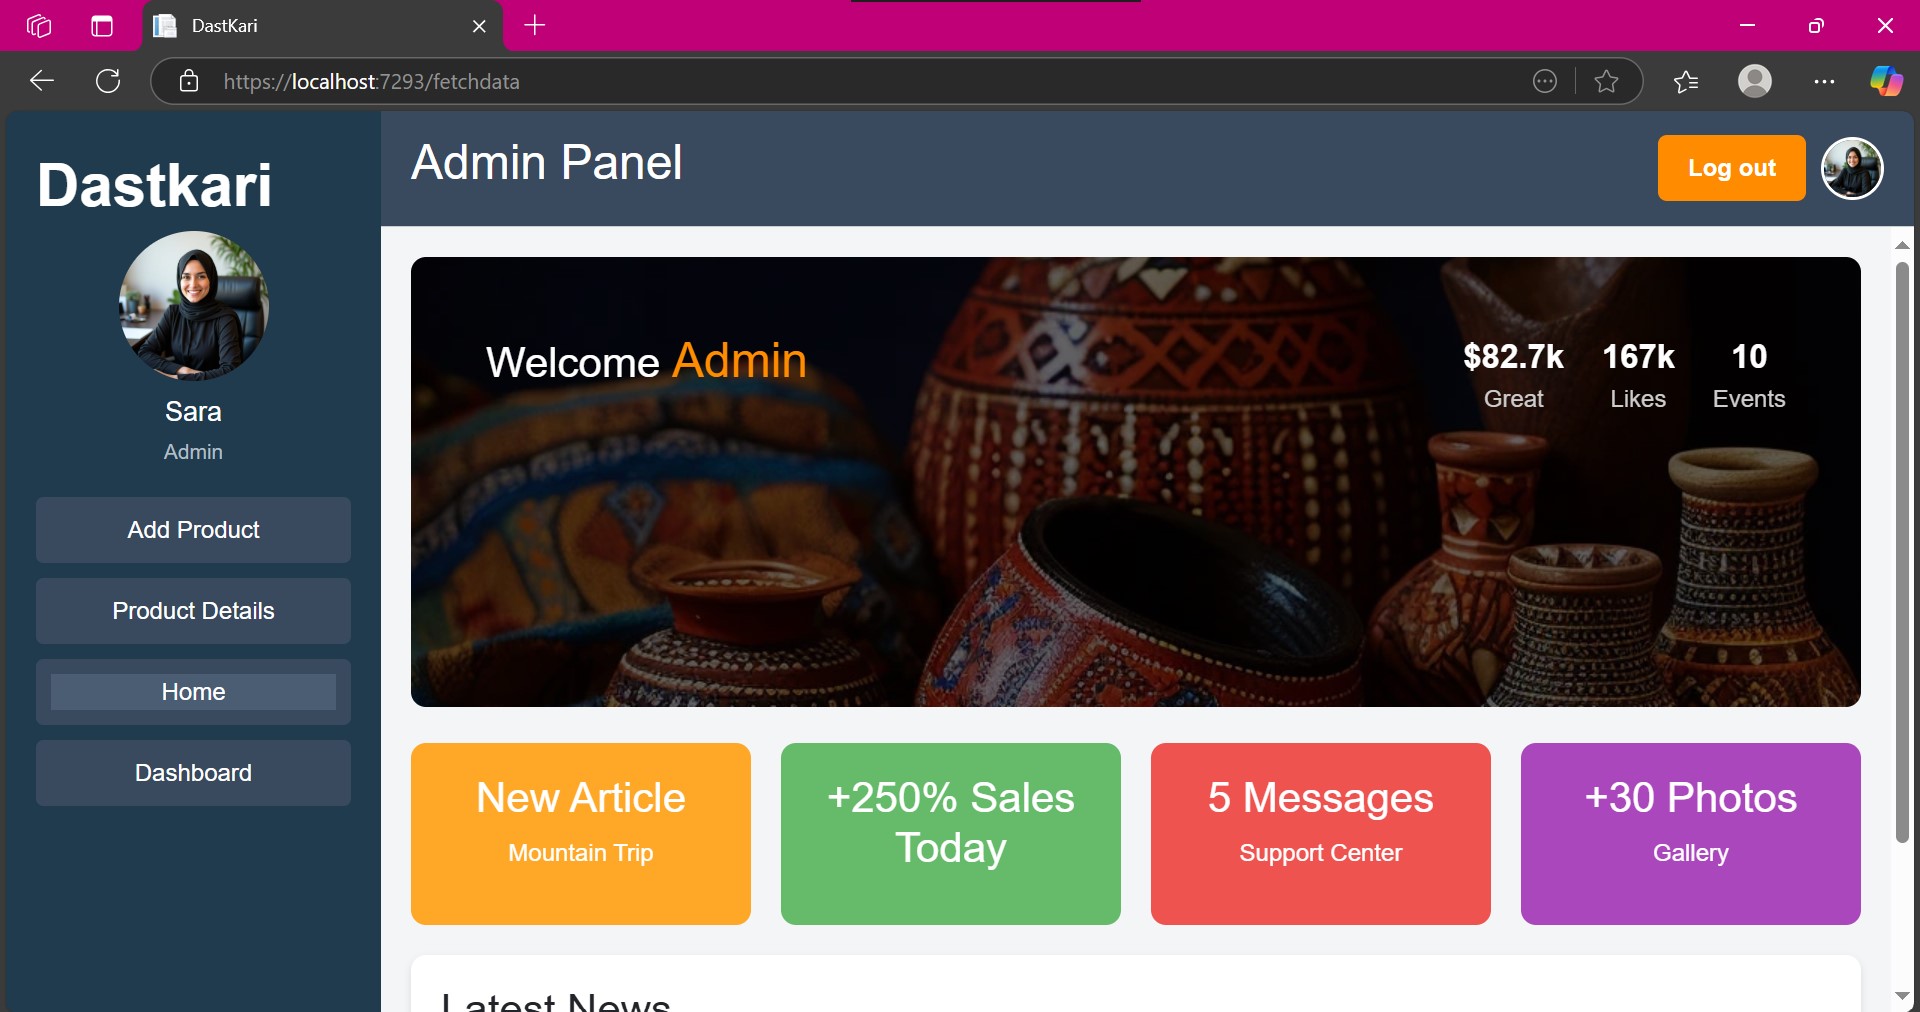 DastKari
https://localhost:7293/fetchdata
Dastkari
Sara
Admin
Add Product
Product Details
Home
Dashboard
Admin Panel
Log out
Welcome Admin
$82.7k
Great
167k
Likes
10
Events
New Article
Mountain Trip
+250% Sales
Today
5 Messages
Support Center
+30 Photos
Gallery
Latest News